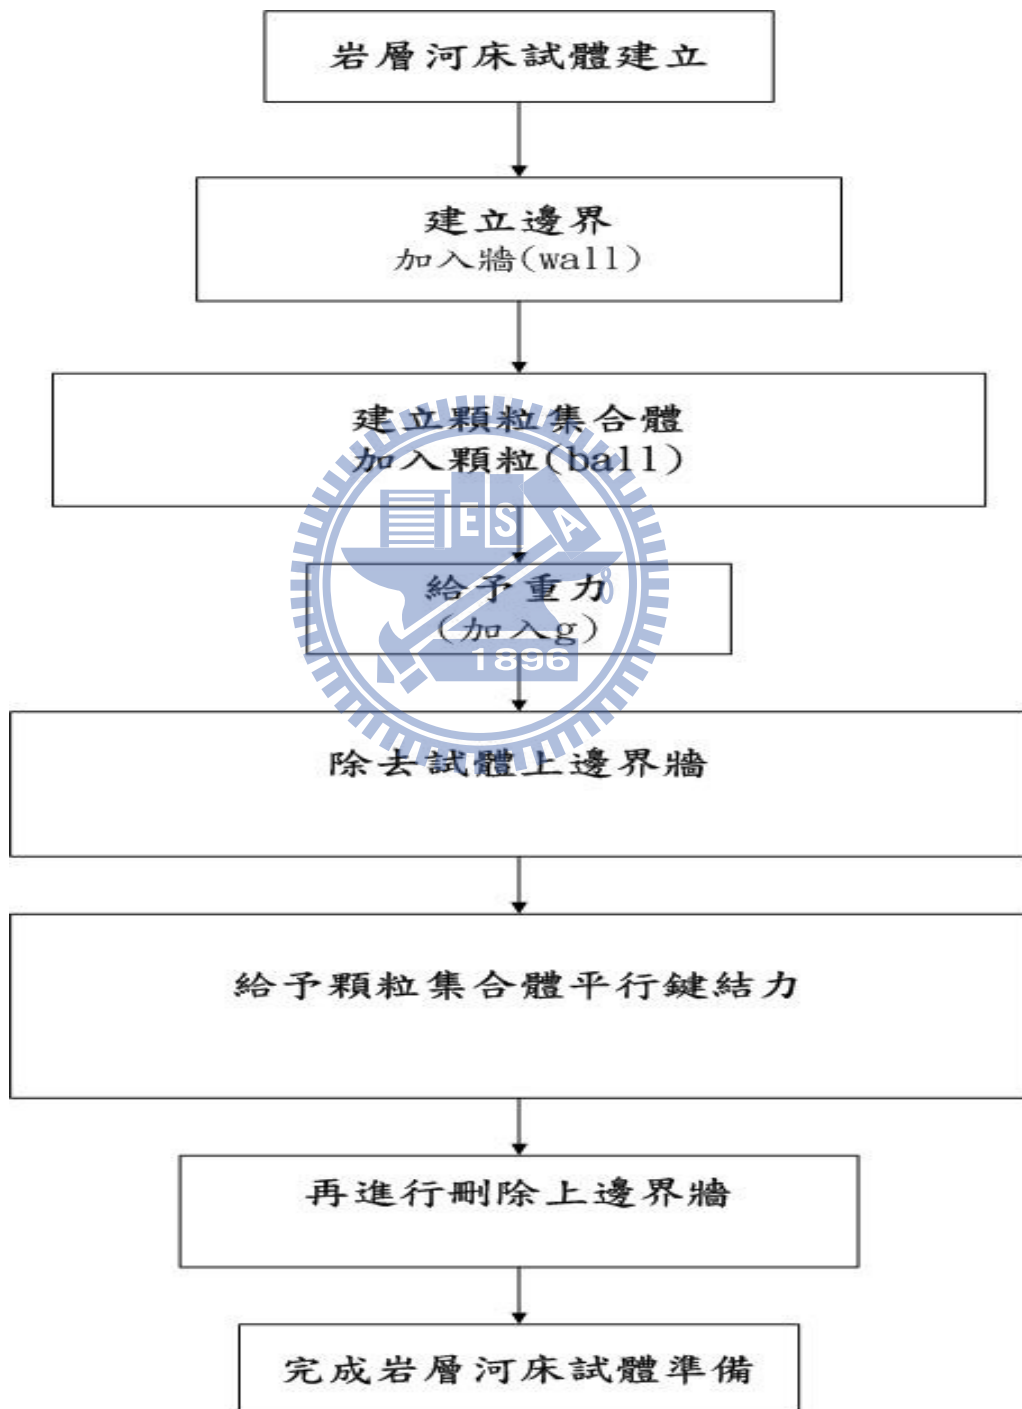 岩層河床試體建立
建立邊界
加入牆(wall)
建立顆粒集合體
加入顆粒(ball)
ESA
給予重力
(加入g)
1896
除去試體上邊界牆
給予顆粒集合體平行鍵結力
再進行刪除上邊界牆
完成岩層河床試體準備